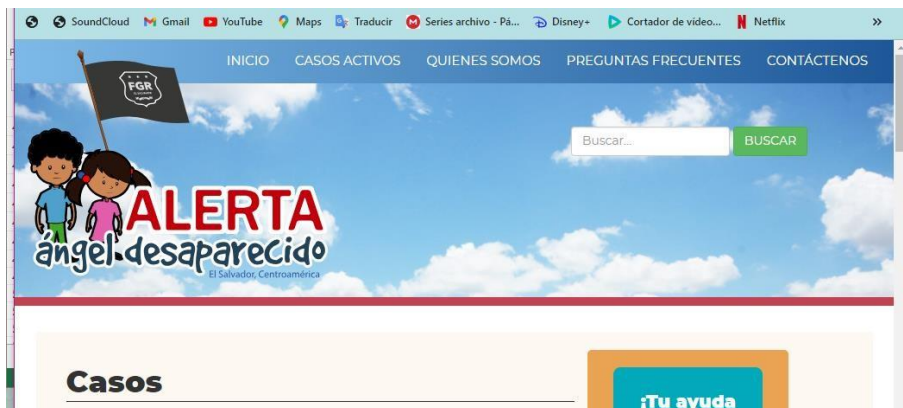 SoundCloud Gmail YouTube Maps Traducir Series archivo - Pá... Disney+ Cortador de video... Netflix »
INICIO CASOS ACTIVOS QUIENES SOMOS PREGUNTAS FRECUENTES CONTÁCTENOS
FGR
Buscar... BUSCAR
ALERTA
ángel desaparecido
El Salvador, Centroamérica
Casos
¡Tu ayuda